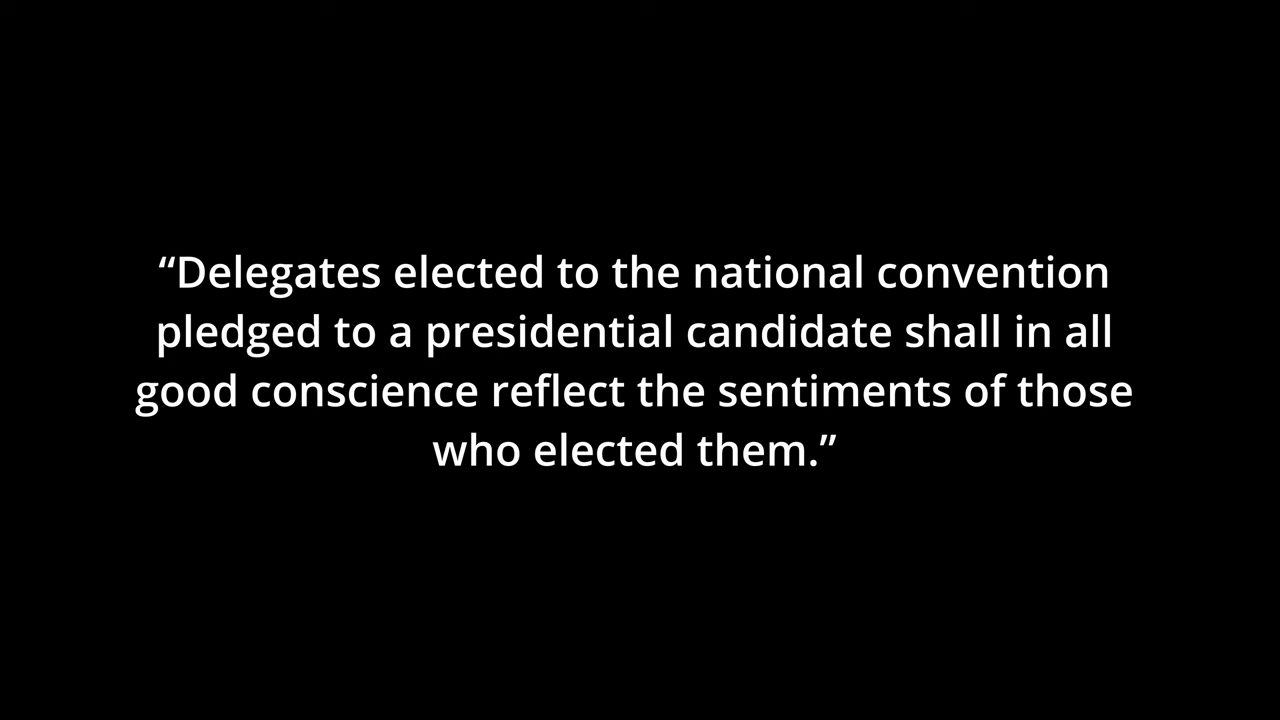 “Delegates elected to the national convention
pledged to a presidential candidate shall in all
good conscience reflect the sentiments of those
who elected them.”